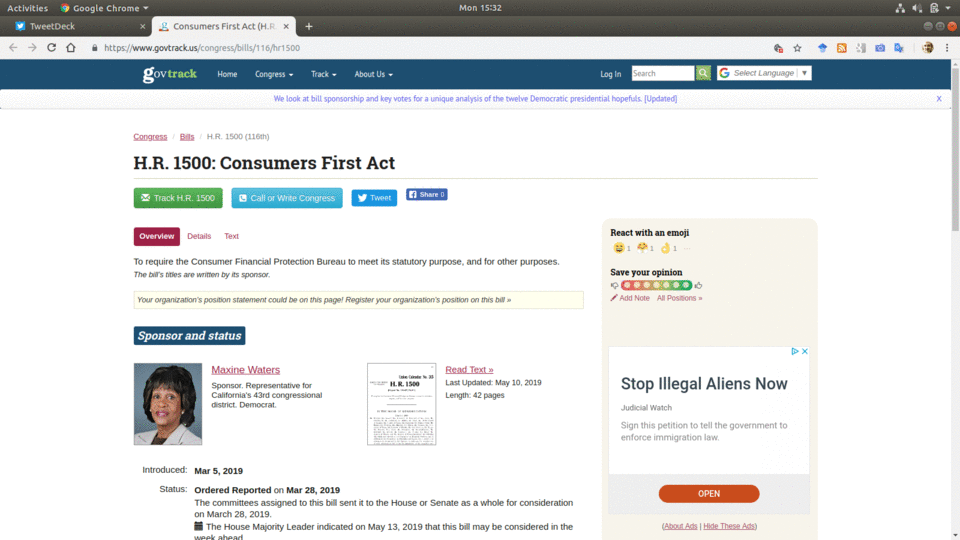 Activities Google Chrome Mon 15:32
TweetDeck Consumers First Act (H.R.
https://www.govtrack.us/congress/bills/116/hr1500
govtrack Home Congress Track About Us Log In Search Select Language
We look at bill sponsorship and key votes for a unique analysis of the twelve Democratic presidential hopefuls. [Updated] X
Congress / Bills / H.R. 1500 (116th)
H.R. 1500: Consumers First Act
Track H.R. 1500 Call or Write Congress Tweet Share 0
Overview Details Text
To require the Consumer Financial Protection Bureau to meet its statutory purpose, and for other purposes.
The bill's titles are written by its sponsor.
Your organization's position statement could be on this page! Register your organization's position on this bill »
Sponsor and status
Maxine Waters
Sponsor. Representative for
California's 43rd congressional
district. Democrat.
H. R. 1500
Read Text »
Last Updated: May 10, 2019
Length: 42 pages
Introduced: Mar 5, 2019
Status: Ordered Reported on Mar 28, 2019
The committees assigned to this bill sent it to the House or Senate as a whole for consideration
on March 28, 2019.
The House Majority Leader indicated on May 13, 2019 that this bill may be considered in the
week ahead.
React with an emoji
1 1 1 ...
Save your opinion
Add Note All Positions »
Stop Illegal Aliens Now
Judicial Watch
Sign this petition to tell the government to
enforce immigration law.
OPEN
(About Ads | Hide These Ads)